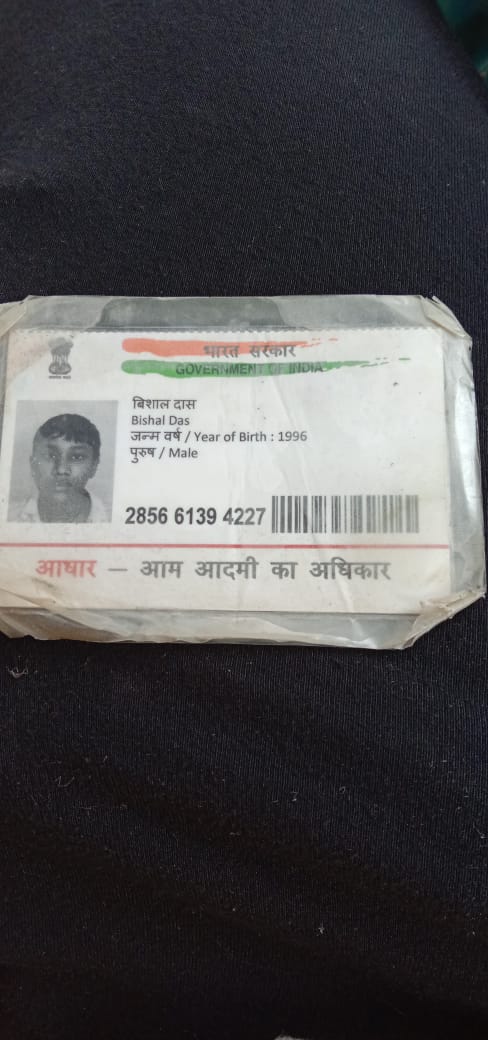 भारत सरकार
GOVERNMENT OF INDIA
बिशाल दास
Bishal Das
जन्म वर्ष / Year of Birth : 1996
पुरुष / Male
2856 6139 4227
आधार — आम आदमी का अधिकार